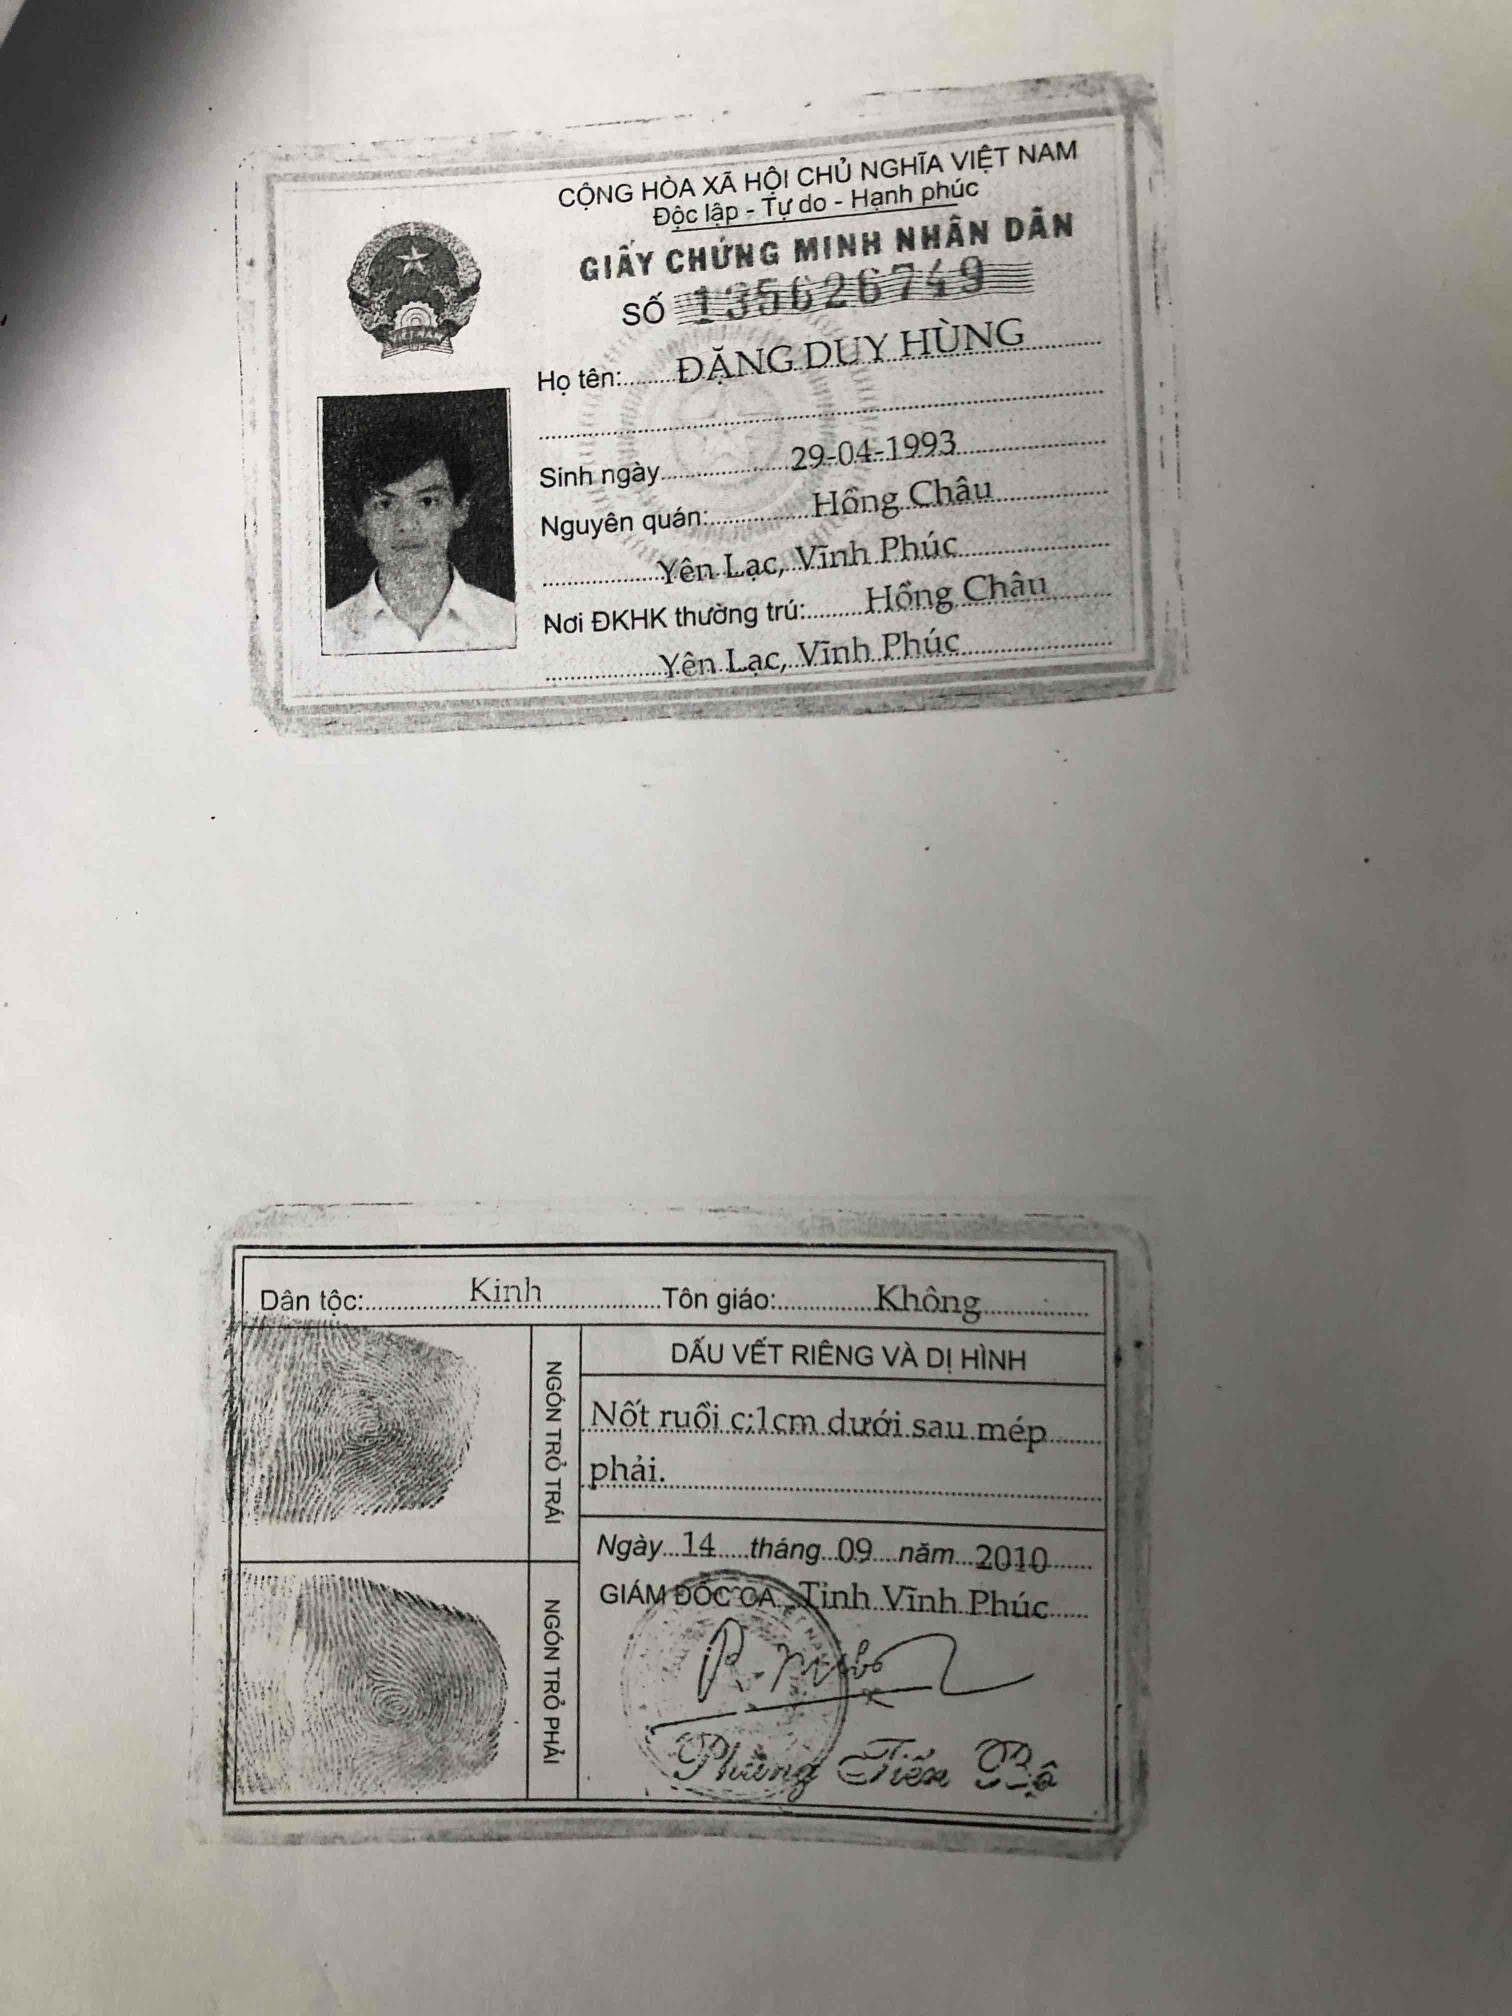 CỘNG HÒA XÃ HỘI CHỦ NGHĨA VIỆT NAM
Độc lập - Tự do - Hạnh phúc
GIẤY CHỨNG MINH NHÂN DÂN
SỐ 135626749
Họ tên: ĐẶNG DUY HÙNG
Sinh ngày 29-04-1993
Nguyên quán: Hồng Châu
Yên Lạc, Vĩnh Phúc
Nơi ĐKHK thường trú: Hồng Châu
Yên Lạc, Vĩnh Phúc
VIỆT NAM
Dân tộc: Kinh Tôn giáo: Không
NGÓN TRỎ TRÁI
DẤU VẾT RIÊNG VÀ DỊ HÌNH
Nốt ruồi c;1cm dưới sau mép
phải.
Ngày 14 tháng 09 năm 2010
GIÁM ĐỐC CA Tỉnh Vĩnh Phúc
NGÓN TRỎ PHẢI
Phùng Tiến Bộ